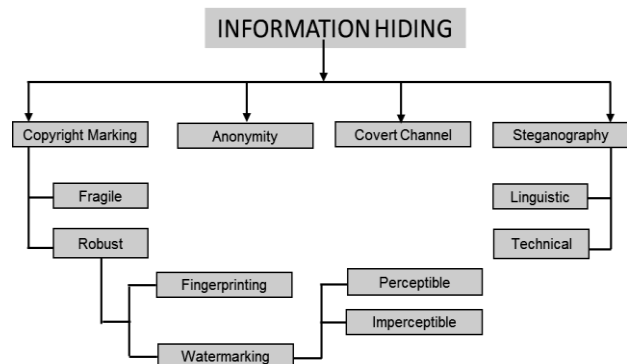 INFORMATION HIDING
Copyright Marking
Anonymity
Covert Channel
Steganography
Fragile
Linguistic
Robust
Technical
Fingerprinting
Perceptible
Imperceptible
Watermarking